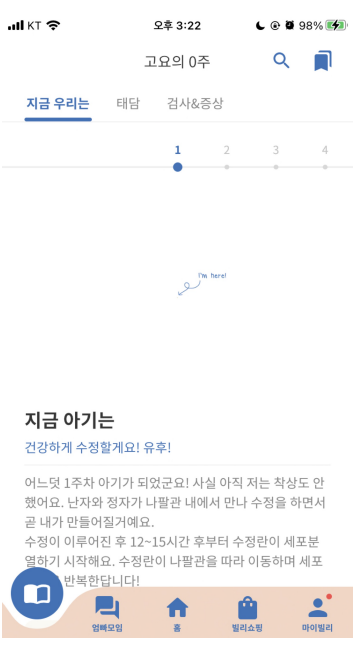 KT 오후 3:22 98%
고요의 0주
지금 우리는 태담 검사&증상
1 2 3 4
I'm here!
지금 아기는
건강하게 수정할게요! 유후!
어느덧 1주차 아기가 되었군요! 사실 아직 저는 착상도 안
했어요. 난자와 정자가 나팔관 내에서 만나 수정을 하면서
곧 내가 만들어질거예요.
수정이 이루어진 후 12~15시간 후부터 수정란이 세포분
열하기 시작해요. 수정란이 나팔관을 따라 이동하며 세포
반복한답니다!
엄빠모임 홈 빌리쇼핑 마이빌리